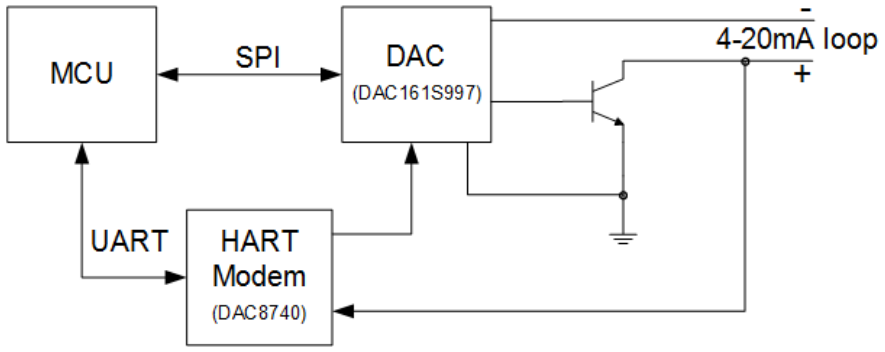 MCU
SPI
DAC
(DAC161S997)
-
4-20mA loop
+
UART
HART
Modem
(DAC8740)